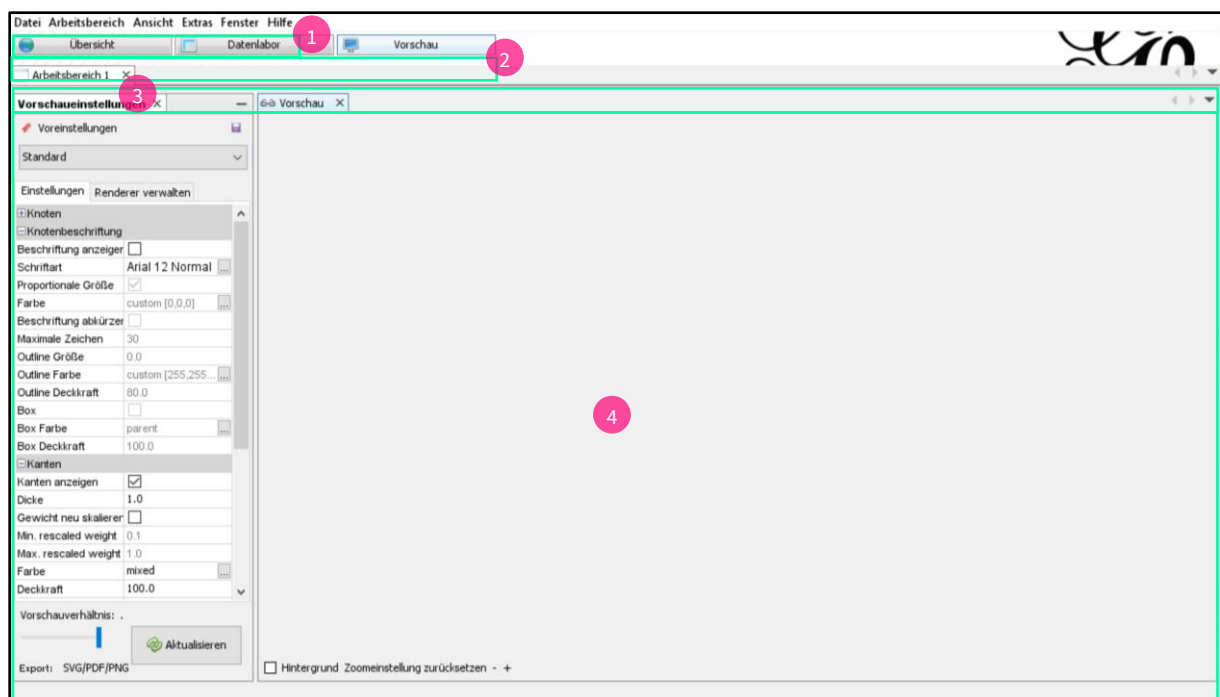 Datei Arbeitsbereich Ansicht Extras Fenster Hilfe
1
Übersicht Datenlabor Vorschau
2
Arbeitsbereich 1
3
Vorschaueinstellungen Vorschau
Voreinstellungen
Standard
Einstellungen Renderer verwalten
Knoten
Knotenbeschriftung
Beschriftung anzeiger
Schriftart Arial 12 Normal ...
Proportionale Größe
Farbe custom [0,0,0] ...
Beschriftung abkürzer
Maximale Zeichen 30
Outline Größe 0.0
Outline Farbe custom [255,255... ...
Outline Deckkraft 80.0
Box
Box Farbe parent ...
Box Deckkraft 100.0
4
Kanten
Kanten anzeigen
Dicke 1.0
Gewicht neu skalierer
Min. rescaled weight 0.1
Max. rescaled weight 1.0
Farbe mixed ...
Deckkraft 100.0
Vorschauverhältnis: .
Aktualisieren
Export: SVG/PDF/PNG Hintergrund Zoomeinstellung zurücksetzen - +